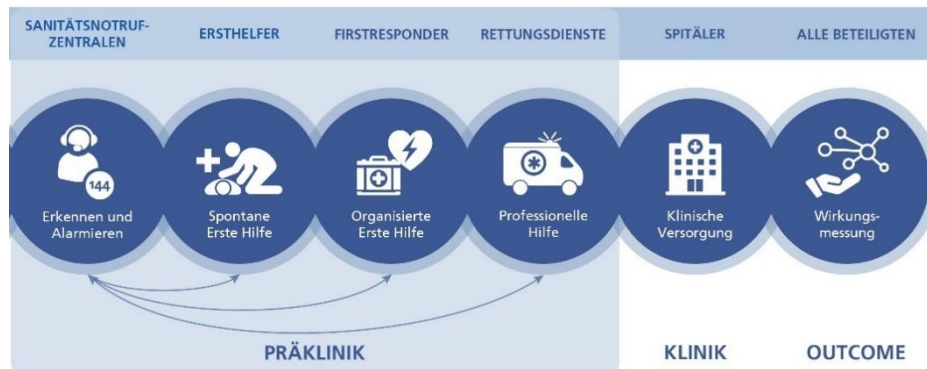 SANITÄTSNOTRUF-
ZENTRALEN
ERSTHELFER
FIRSTRESPONDER
RETTUNGSDIENSTE
SPITÄLER
ALLE BETEILIGTEN
144
Erkennen und
Alarmieren
Spontane
Erste Hilfe
Organisierte
Erste Hilfe
Professionelle
Hilfe
Klinische
Versorgung
Wirkungs-
messung
PRÄKLINIK
KLINIK
OUTCOME